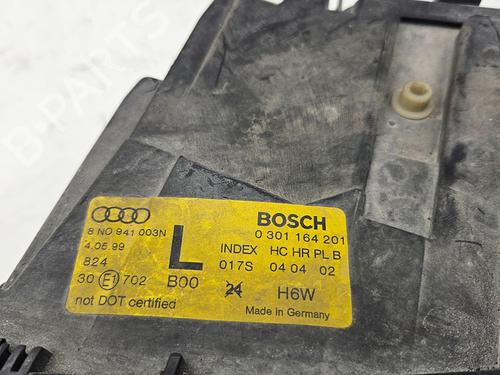 B-PARTS
BOSCH
8 N0 941 003N
L
0 301 164 201
4.05.99
INDEX HC HR PL B
824
017S 04 04 02
30 E1 702
B00
24
H6W
not DOT certified
Made in Germany